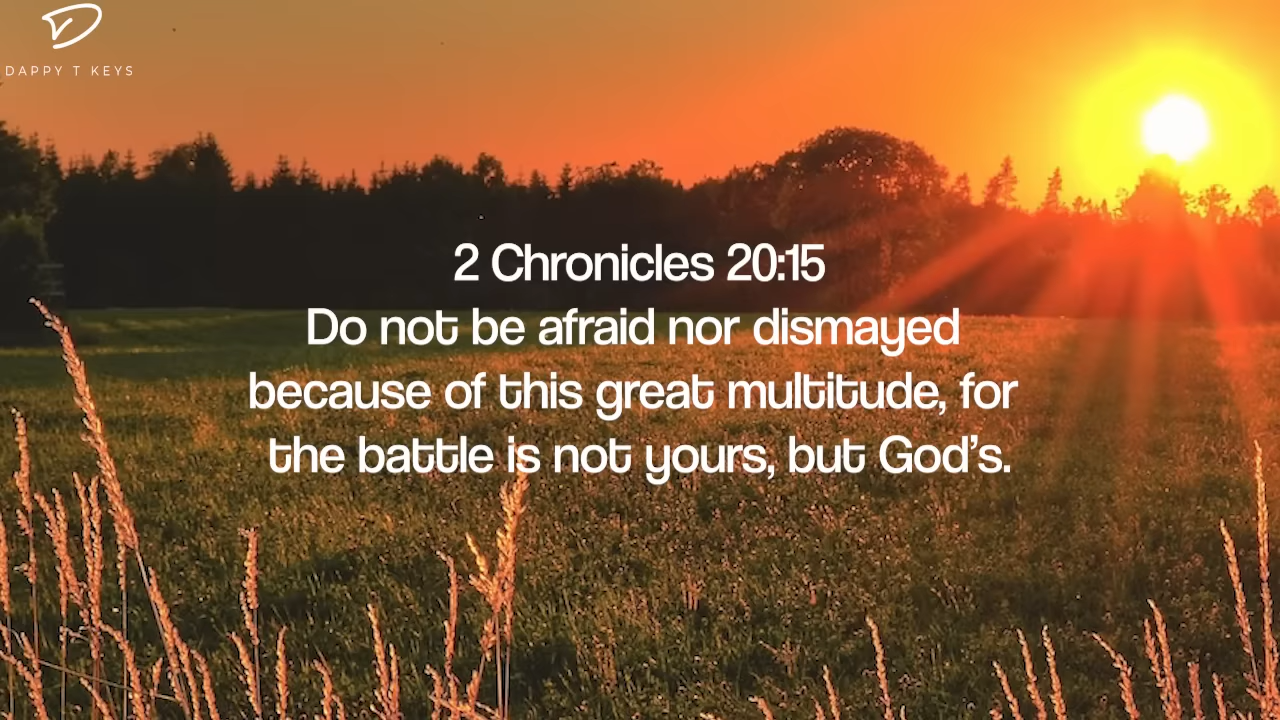 DAPPY T KEYS
2 Chronicles 20:15
Do not be afraid nor dismayed
because of this great multitude, for
the battle is not yours, but God’s.